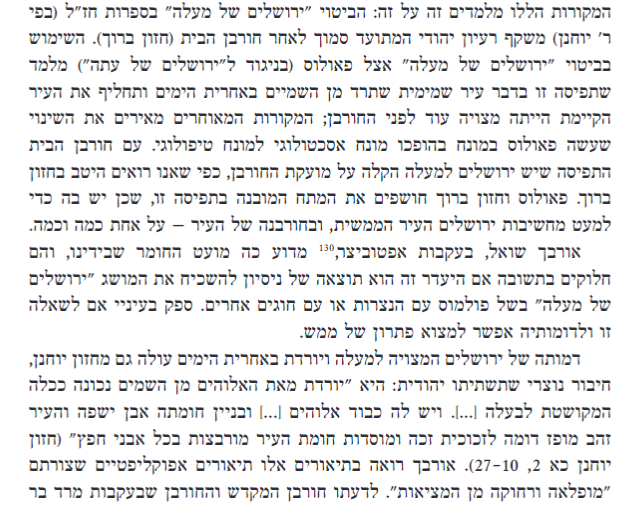 המקורות הללו מלמדים זה על זה: הביטוי "ירושלים של מעלה" בספרות חז"ל (בפי
ר' יוחנן) משקף רעיון יהודי המתועד סמוך לאחר חורבן הבית (חזון ברוך). השימוש
בביטוי "ירושלים של מעלה" אצל פאולוס (בניגוד ל"ירושלים של עתה") מלמד
שתפיסה זו בדבר עיר שמימית שתרד מן השמיים באחרית הימים ותחליף את העיר
הקיימת הייתה מצויה עוד לפני החורבן; המקורות המאוחרים מאירים את השינוי
שעשה פאולוס במונח בהופכו מונח אסכטולוגי למונח טיפולוגי. עם חורבן הבית
התפיסה שיש ירושלים למעלה הקלה על מועקת החורבן, כפי שאנו רואים היטב בחזון
ברוך. פאולוס וחזון ברוך חושפים את המתח המובנה בתפיסה זו, שכן יש בה כדי
למעט מחשיבות ירושלים העיר הממשית, ובחורבנה של העיר – על אחת כמה וכמה.
אורבך שואל, בעקבות אפטוביצר,130 מדוע כה מועט החומר שבידינו, והם
חלוקים בתשובה אם היעדר זה הוא תוצאה של ניסיון להשכיח את המושג "ירושלים
של מעלה" בשל פולמוס עם הנצרות או עם חוגים אחרים. ספק בעיניי אם לשאלה
זו ולדומותיה אפשר למצוא פתרון של ממש.
דמותה של ירושלים המצויה למעלה ויורדת באחרית הימים עולה גם מחזון יוחנן,
חיבור נוצרי שתשתיתו יהודית: היא "יורדת מאת האלוהים מן השמים נכונה ככלה
המקושטת לבעלה [...]. ויש לה כבוד אלוהים [...] ובניין חומתה אבן ישפה והעיר
זהב מופז דומה לזכוכית זכה ומוסדות חומת העיר מורבצות בכל אבני חפץ" (חזון
יוחנן כא 2, 10–27). אורבך רואה בתיאורים אלו תיאורים אפוקליפטיים שצורתם
"מופלאה ורחוקה מן המציאות". לדעתו חורבן המקדש והחורבן שבעקבות מרד בר